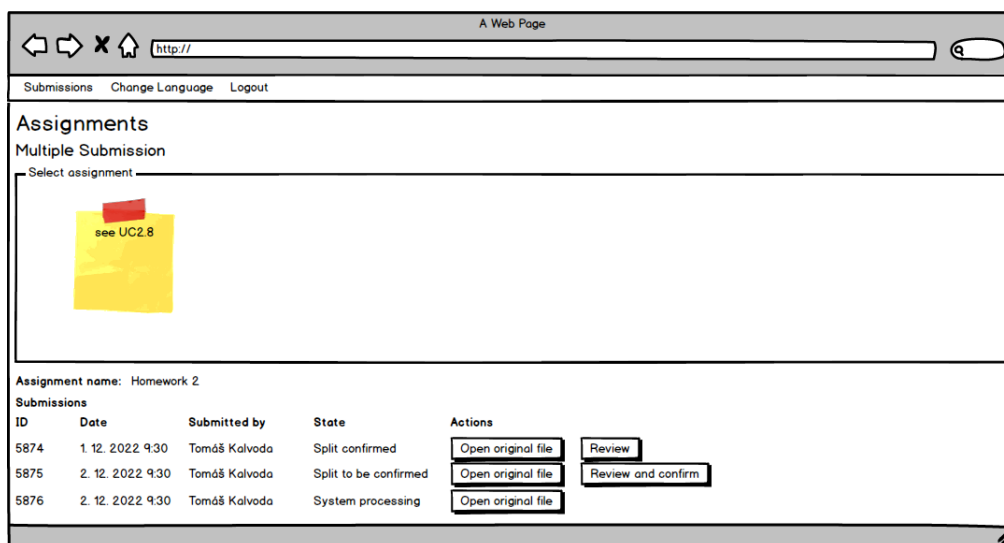 A Web Page
http://
Submissions Change Language Logout
Assignments
Multiple Submission
Select assignment
see UC2.8
Assignment name: Homework 2
Submissions
ID Date Submitted by State Actions
5874 1. 12. 2022 9:30 Tomáš Kalvoda Split confirmed Open original file Review
5875 2. 12. 2022 9:30 Tomáš Kalvoda Split to be confirmed Open original file Review and confirm
5876 2. 12. 2022 9:30 Tomáš Kalvoda System processing Open original file